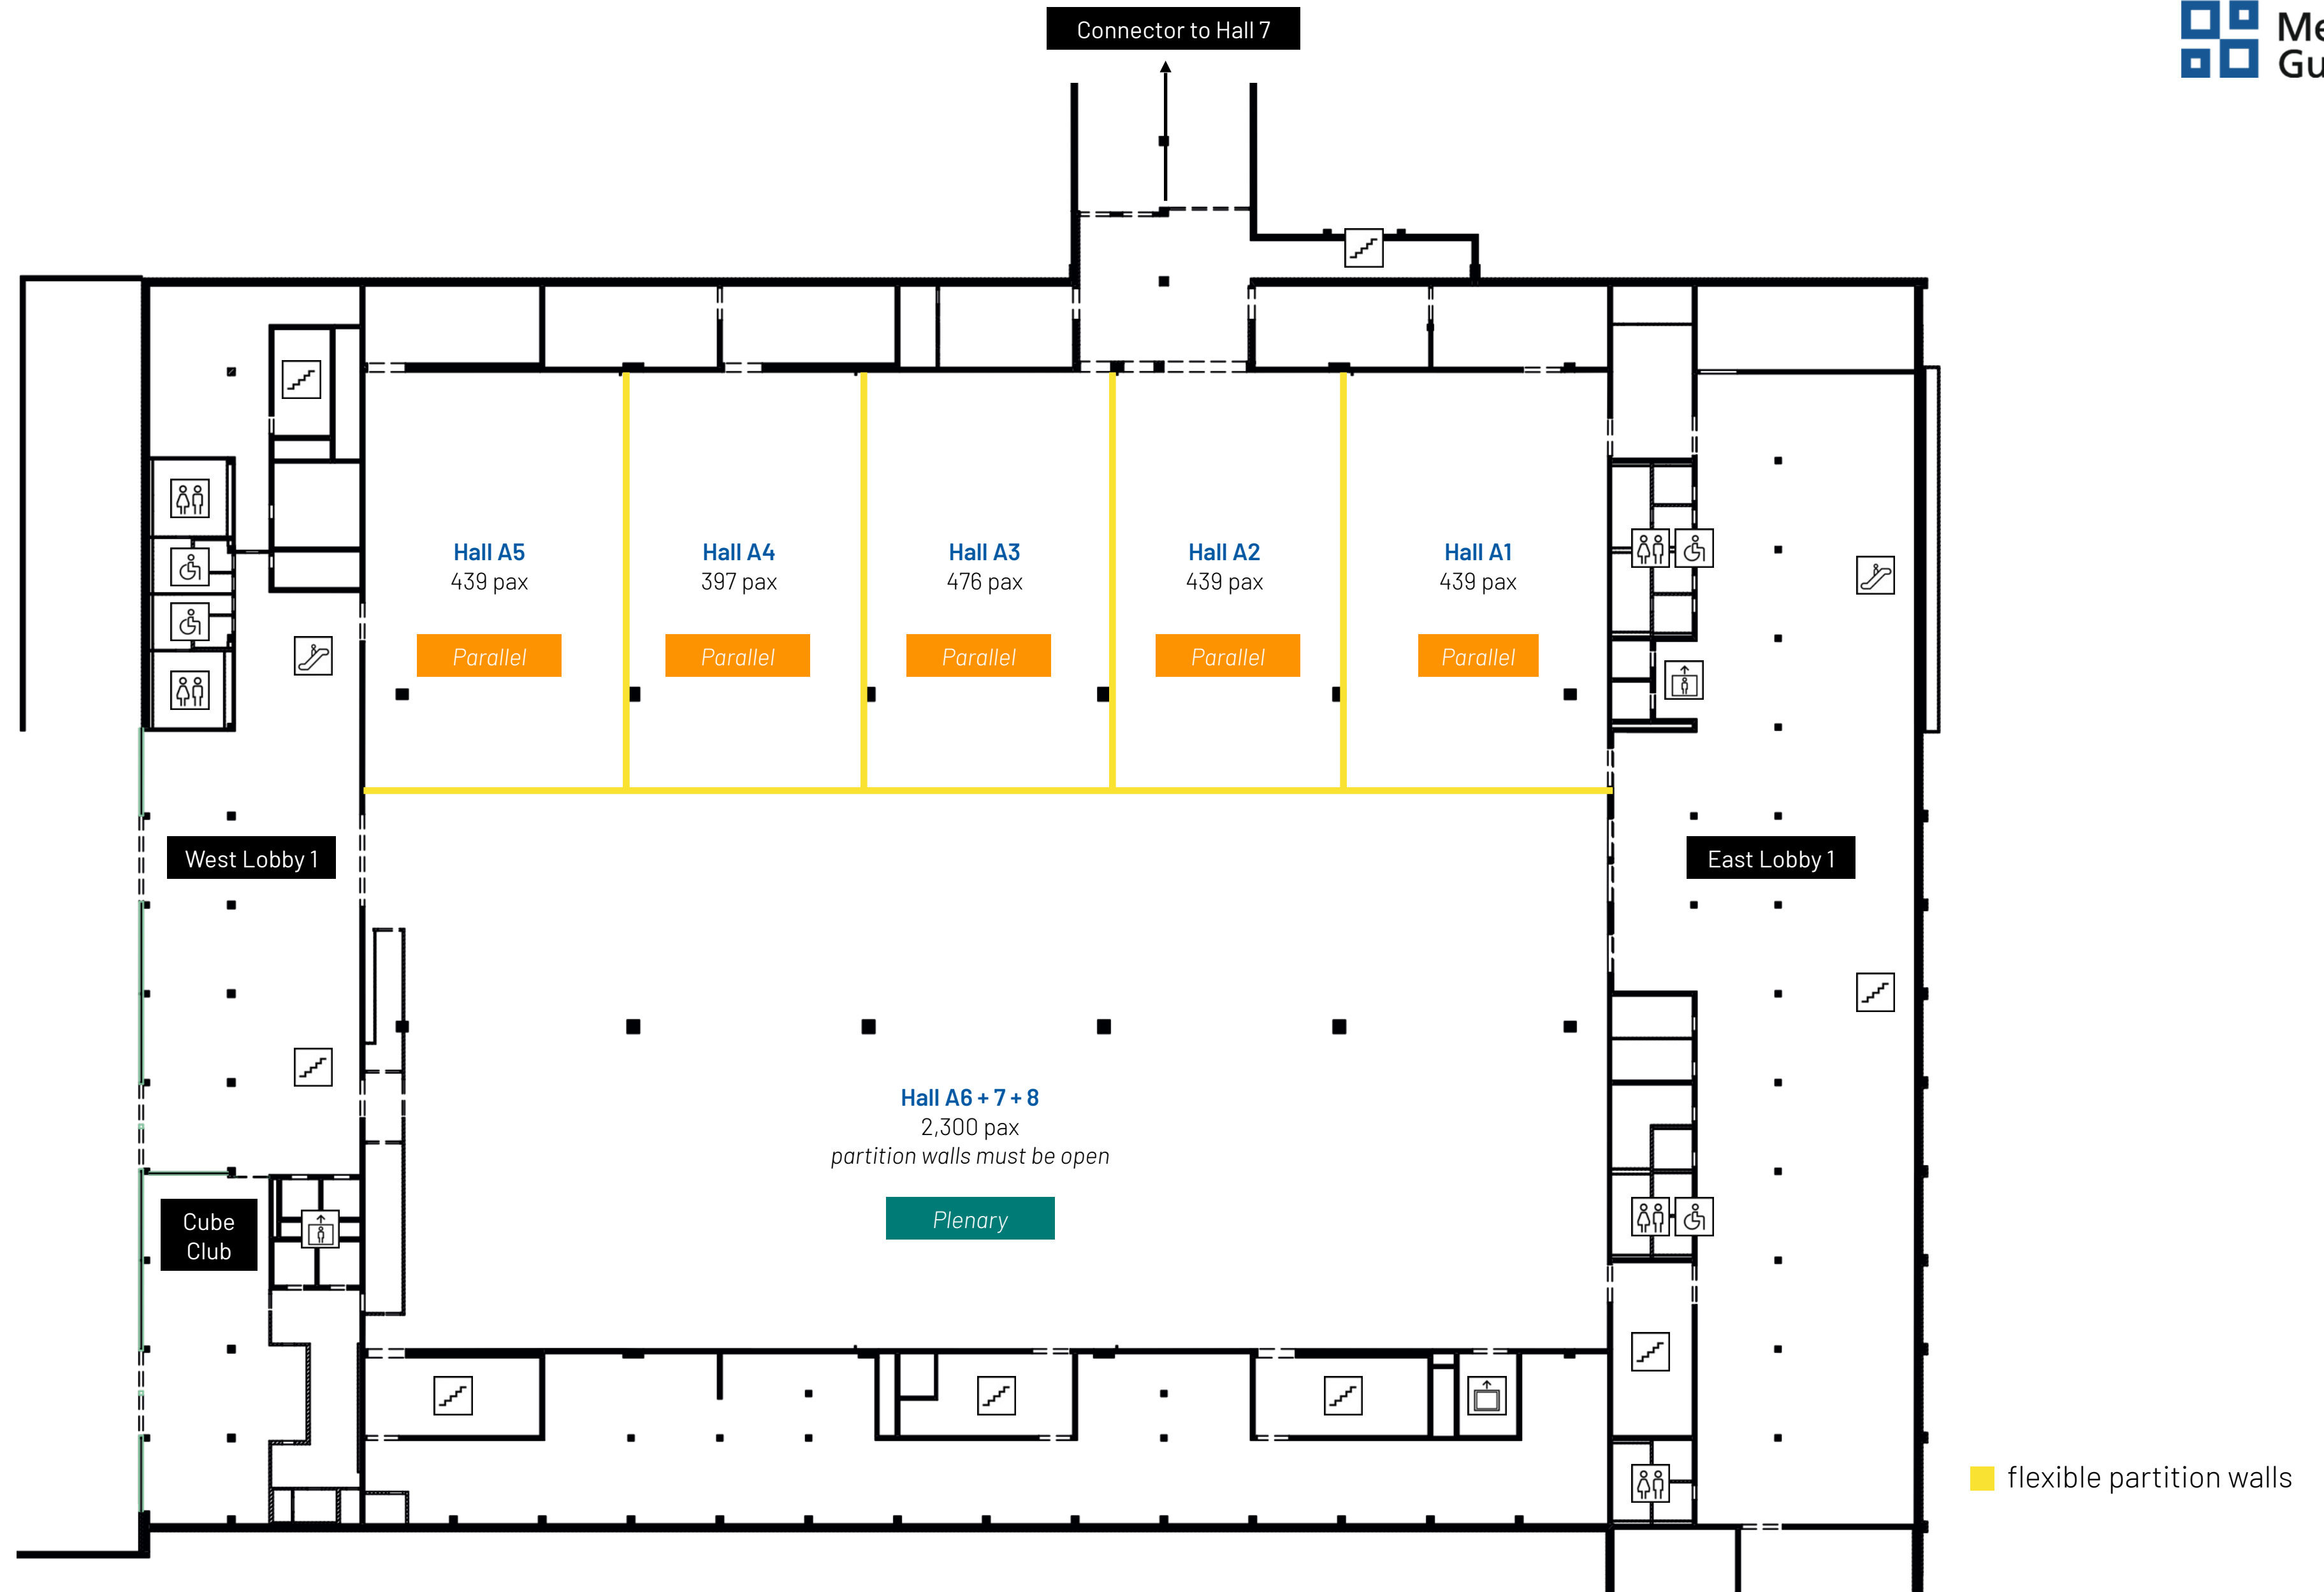 Connector to Hall 7
Me
Gu
Hall A5
439 pax
Parallel
Hall A4
397 pax
Parallel
Hall A3
476 pax
Parallel
Hall A2
439 pax
Parallel
Hall A1
439 pax
Parallel
West Lobby 1
East Lobby 1
Hall A6 + 7 + 8
2,300 pax
partition walls must be open
Plenary
Cube
Club
flexible partition walls